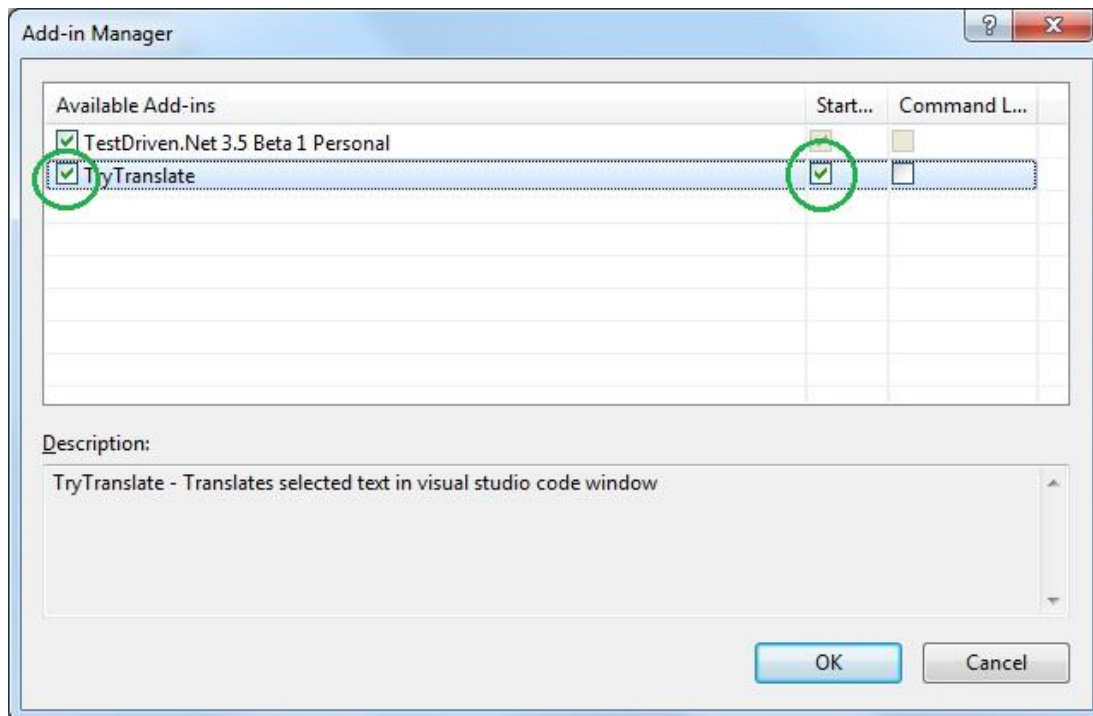 Add-in Manager
Available Add-ins Start... Command L...
TestDriven.Net 3.5 Beta 1 Personal
TryTranslate
Description:
TryTranslate - Translates selected text in visual studio code window
OK Cancel